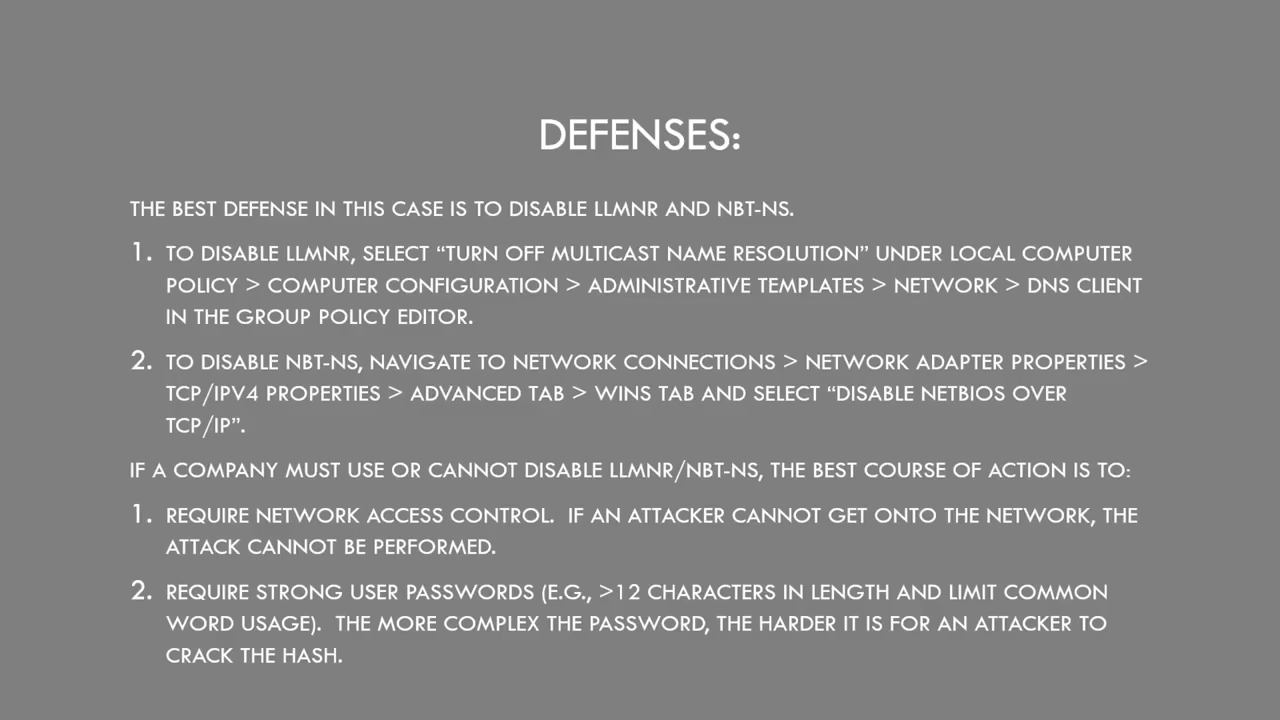 DEFENSES:
THE BEST DEFENSE IN THIS CASE IS TO DISABLE LLMNR AND NBT-NS.
1. TO DISABLE LLMNR, SELECT “TURN OFF MULTICAST NAME RESOLUTION” UNDER LOCAL COMPUTER
POLICY > COMPUTER CONFIGURATION > ADMINISTRATIVE TEMPLATES > NETWORK > DNS CLIENT
IN THE GROUP POLICY EDITOR.
2. TO DISABLE NBT-NS, NAVIGATE TO NETWORK CONNECTIONS > NETWORK ADAPTER PROPERTIES >
TCP/IPV4 PROPERTIES > ADVANCED TAB > WINS TAB AND SELECT “DISABLE NETBIOS OVER
TCP/IP”.
IF A COMPANY MUST USE OR CANNOT DISABLE LLMNR/NBT-NS, THE BEST COURSE OF ACTION IS TO:
1. REQUIRE NETWORK ACCESS CONTROL.  IF AN ATTACKER CANNOT GET ONTO THE NETWORK, THE
ATTACK CANNOT BE PERFORMED.
2. REQUIRE STRONG USER PASSWORDS (E.G., >12 CHARACTERS IN LENGTH AND LIMIT COMMON
WORD USAGE).  THE MORE COMPLEX THE PASSWORD, THE HARDER IT IS FOR AN ATTACKER TO
CRACK THE HASH.